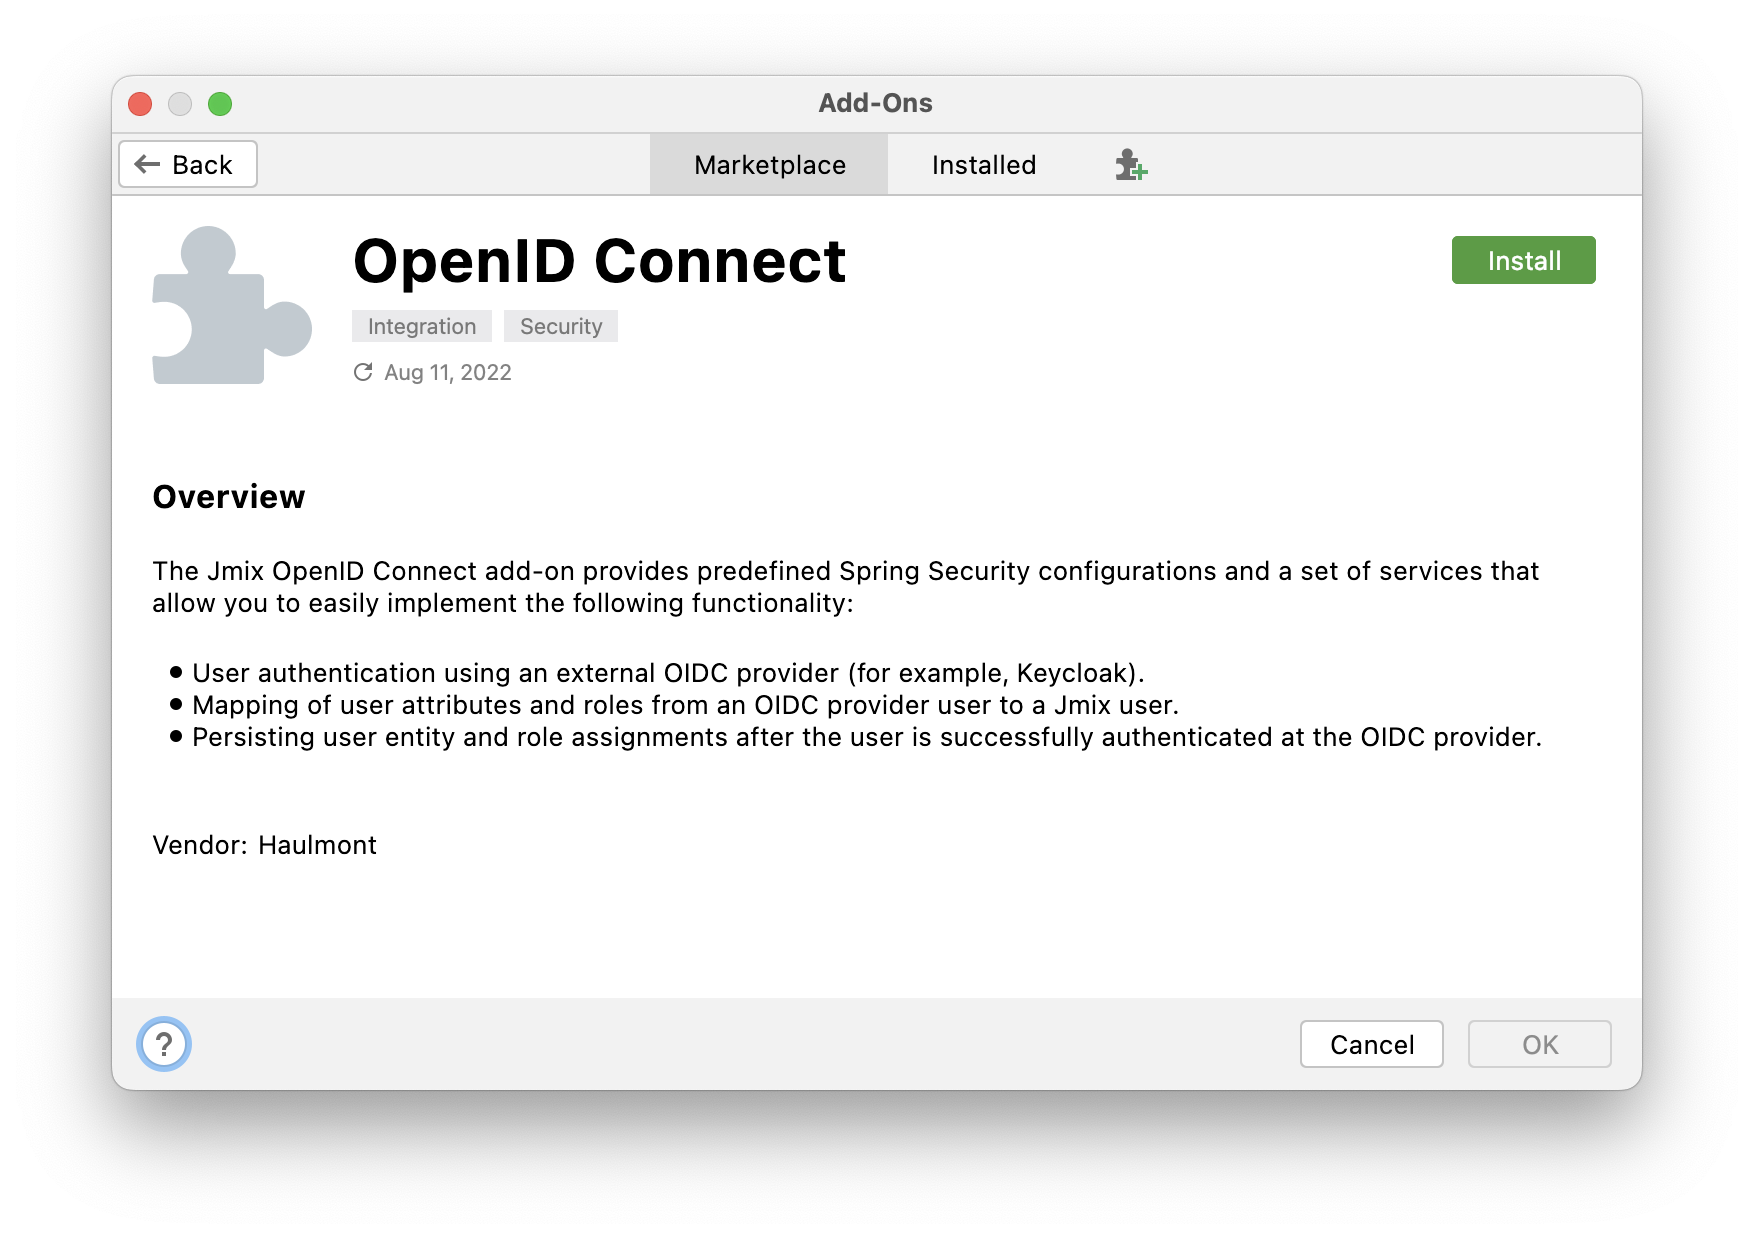 Add-Ons
← Back
Marketplace
Installed
OpenID Connect
Install
Integration
Security
Aug 11, 2022
Overview
The Jmix OpenID Connect add-on provides predefined Spring Security configurations and a set of services that
allow you to easily implement the following functionality:
• User authentication using an external OIDC provider (for example, Keycloak).
• Mapping of user attributes and roles from an OIDC provider user to a Jmix user.
• Persisting user entity and role assignments after the user is successfully authenticated at the OIDC provider.
Vendor: Haulmont
?
Cancel
OK